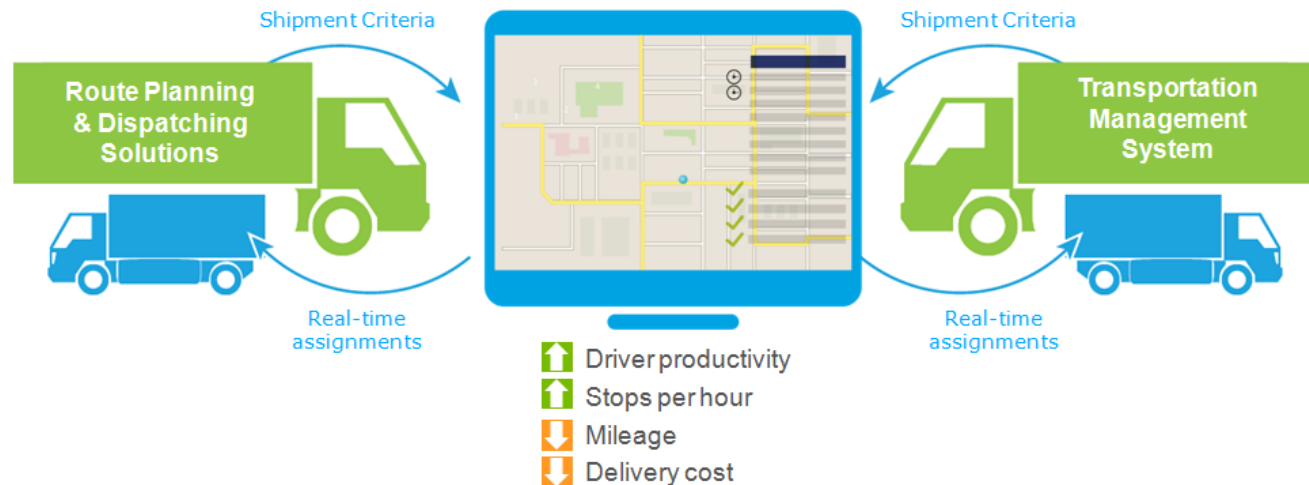 Shipment Criteria
Shipment Criteria
Route Planning
& Dispatching
Solutions
Transportation
Management
System
Real-time
assignments
Real-time
assignments
Driver productivity
Stops per hour
Mileage
Delivery cost